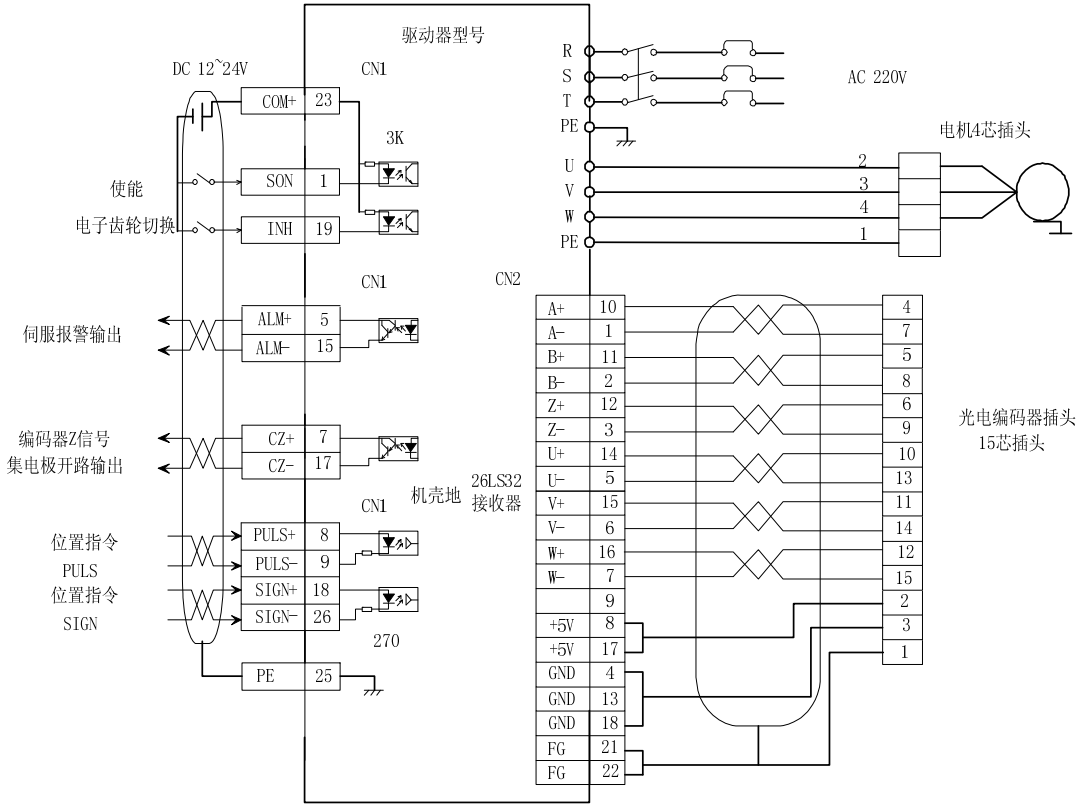 驱动器型号
DC 12~24V
CN1
COM+ 23
3K
使能
SON 1
电子齿轮切换
INH 19
CN1
伺服报警输出
ALM+ 5
ALM- 15
编码器Z信号
集电极开路输出
CZ+ 7
CZ- 17
机壳地
CN1
位置指令
PULS
PULS+ 8
PULS- 9
位置指令
SIGN
SIGN+ 18
SIGN- 26
270
PE 25
R
S
T
PE
AC 220V
电机4芯插头
U 2
V 3
W 4
PE 1
CN2
26LS32
接收器
A+ 10 4
A- 1 7
B+ 11 5
B- 2 8
Z+ 12 6
Z- 3 9
U+ 14 10
U- 5 13
V+ 15 11
V- 6 14
W+ 16 12
W- 7 15
9 2
+5V 8 3
+5V 17 1
GND 4
GND 13
GND 18
FG 21
FG 22
光电编码器插头
15芯插头